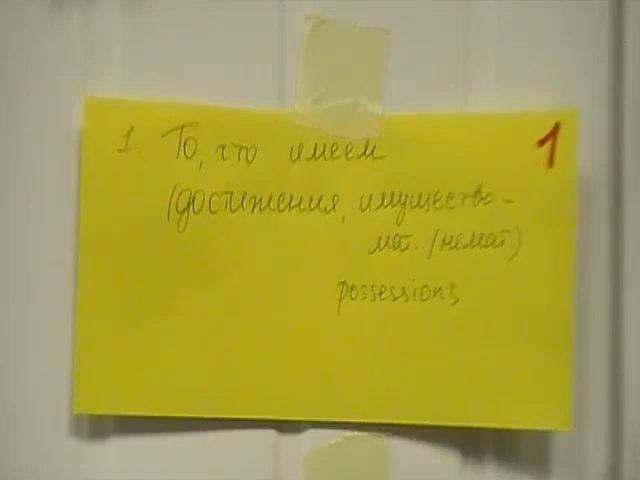 1. То, что имеем
1
(достижения, имущество -
мат. /немат)
possessions